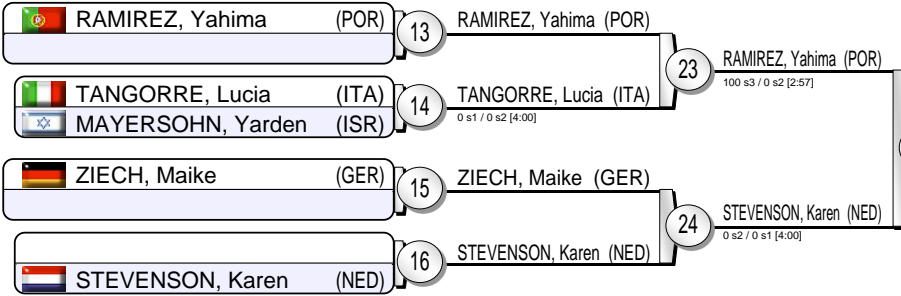 RAMIREZ, Yahima (POR)
13
RAMIREZ, Yahima (POR)
TANGORRE, Lucia (ITA)
MAYERSOHN, Yarden (ISR)
14
TANGORRE, Lucia (ITA)
0 s1 / 0 s2 [4:00]
23
RAMIREZ, Yahima (POR)
100 s3 / 0 s2 [2:57]
ZIECH, Maike (GER)
15
ZIECH, Maike (GER)
STEVENSON, Karen (NED)
16
STEVENSON, Karen (NED)
24
STEVENSON, Karen (NED)
0 s2 / 0 s1 [4:00]